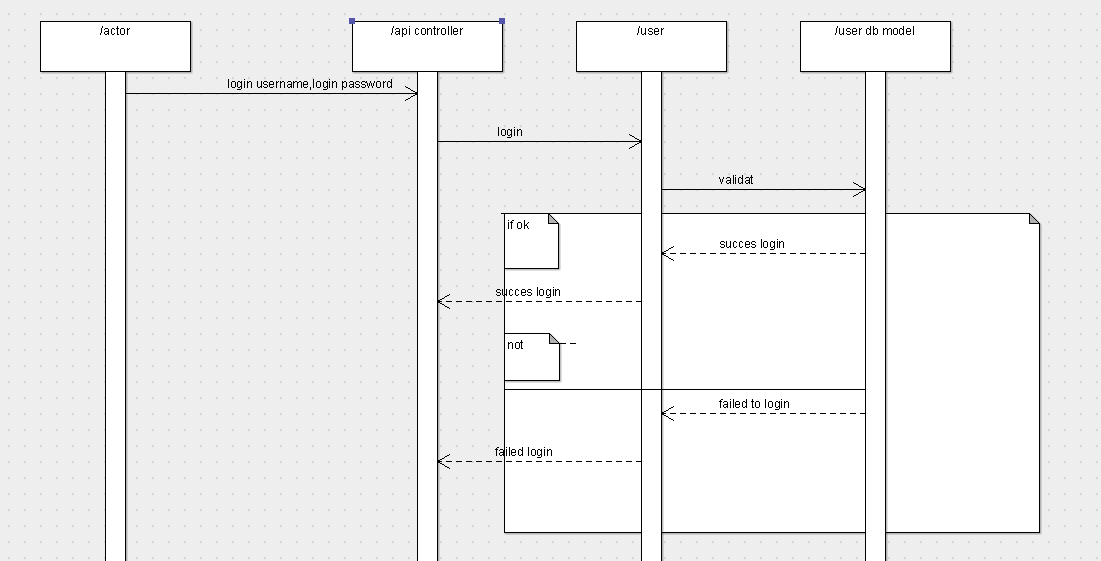 /actor
/api controller
/user
/user db model
login username,login password
login
validat
if ok
succes login
succes login
not
failed to login
failed login